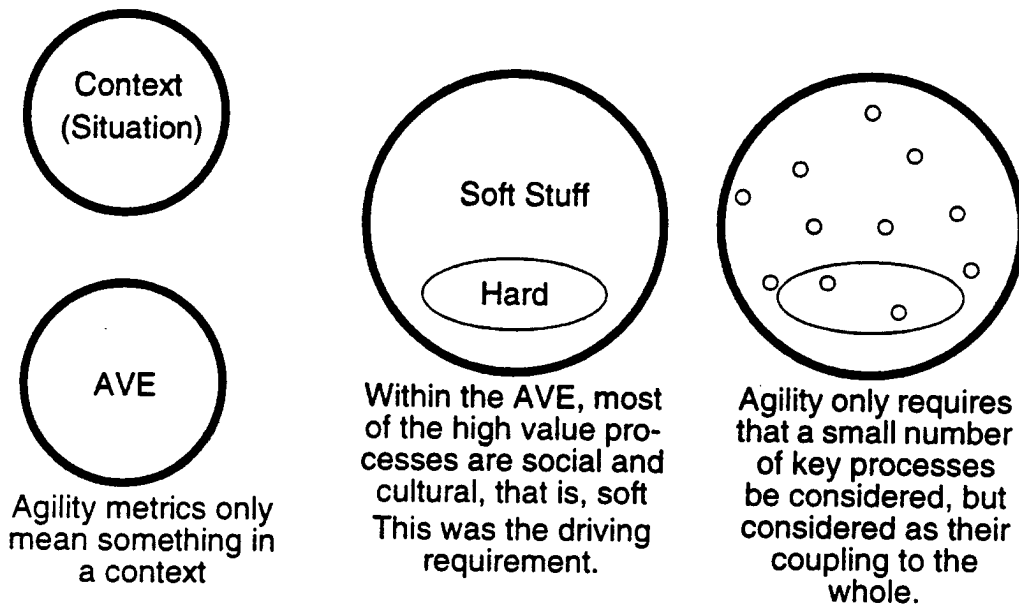 Context
(Situation)
AVE
Agility metrics only
mean something in
a context
Soft Stuff
Hard
Within the AVE, most
of the high value pro-
cesses are social and
cultural, that is, soft
This was the driving
requirement.
Agility only requires
that a small number
of key processes
be considered, but
considered as their
coupling to the
whole.